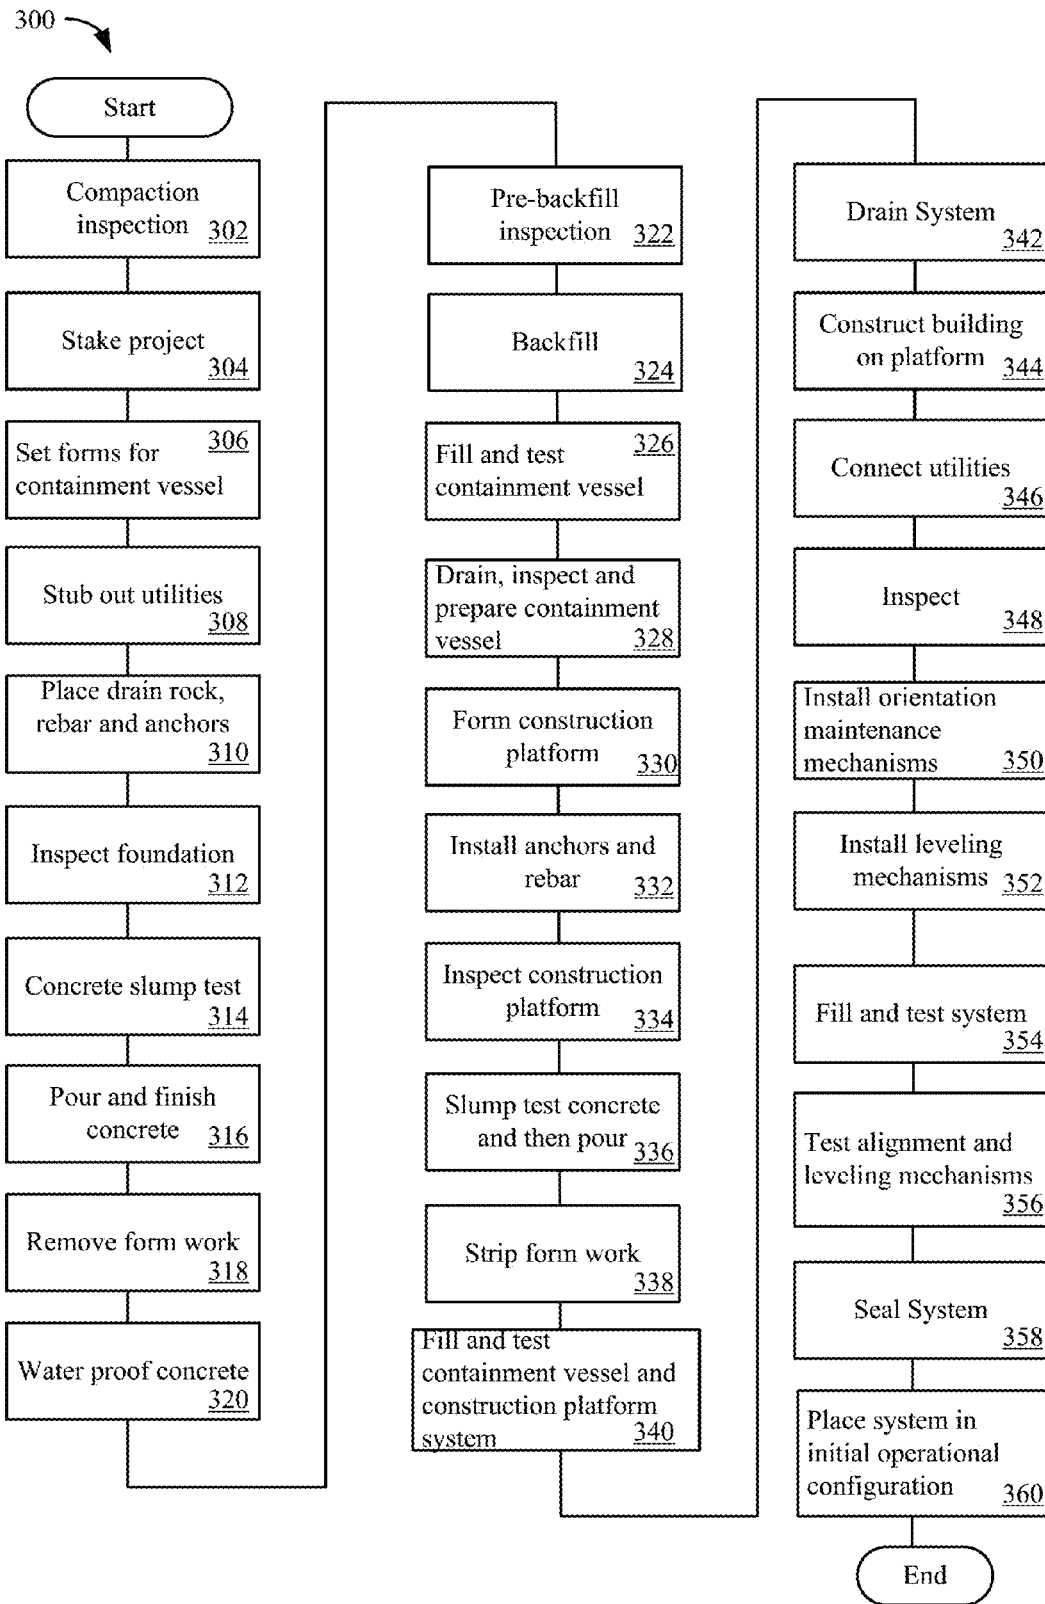 300
Start
Compaction
inspection 302
Stake project
304
306
Set forms for
containment vessel
Stub out utilities
308
Place drain rock,
rebar and anchors
310
Inspect foundation
312
Concrete slump test
314
Pour and finish
concrete 316
Remove form work
318
Water proof concrete
320
Pre-backfill
inspection 322
Backfill
324
326
Fill and test
containment vessel
Drain, inspect and
prepare containment
vessel 328
Form construction
platform 330
Install anchors and
rebar 332
Inspect construction
platform 334
Slump test concrete
and then pour 336
Strip form work
338
Fill and test
containment vessel and
construction platform
system 340
Drain System
342
Construct building
on platform 344
Connect utilities
346
Inspect
348
Install orientation
maintenance
mechanisms 350
Install leveling
mechanisms 352
Fill and test system
354
Test alignment and
leveling mechanisms
356
Seal System
358
Place system in
initial operational
configuration 360
End